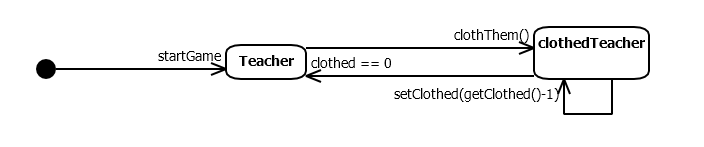 clothThem()
clothedTeacher
startGame
Teacher
clothed == 0
setClothed(getClothed()-1)